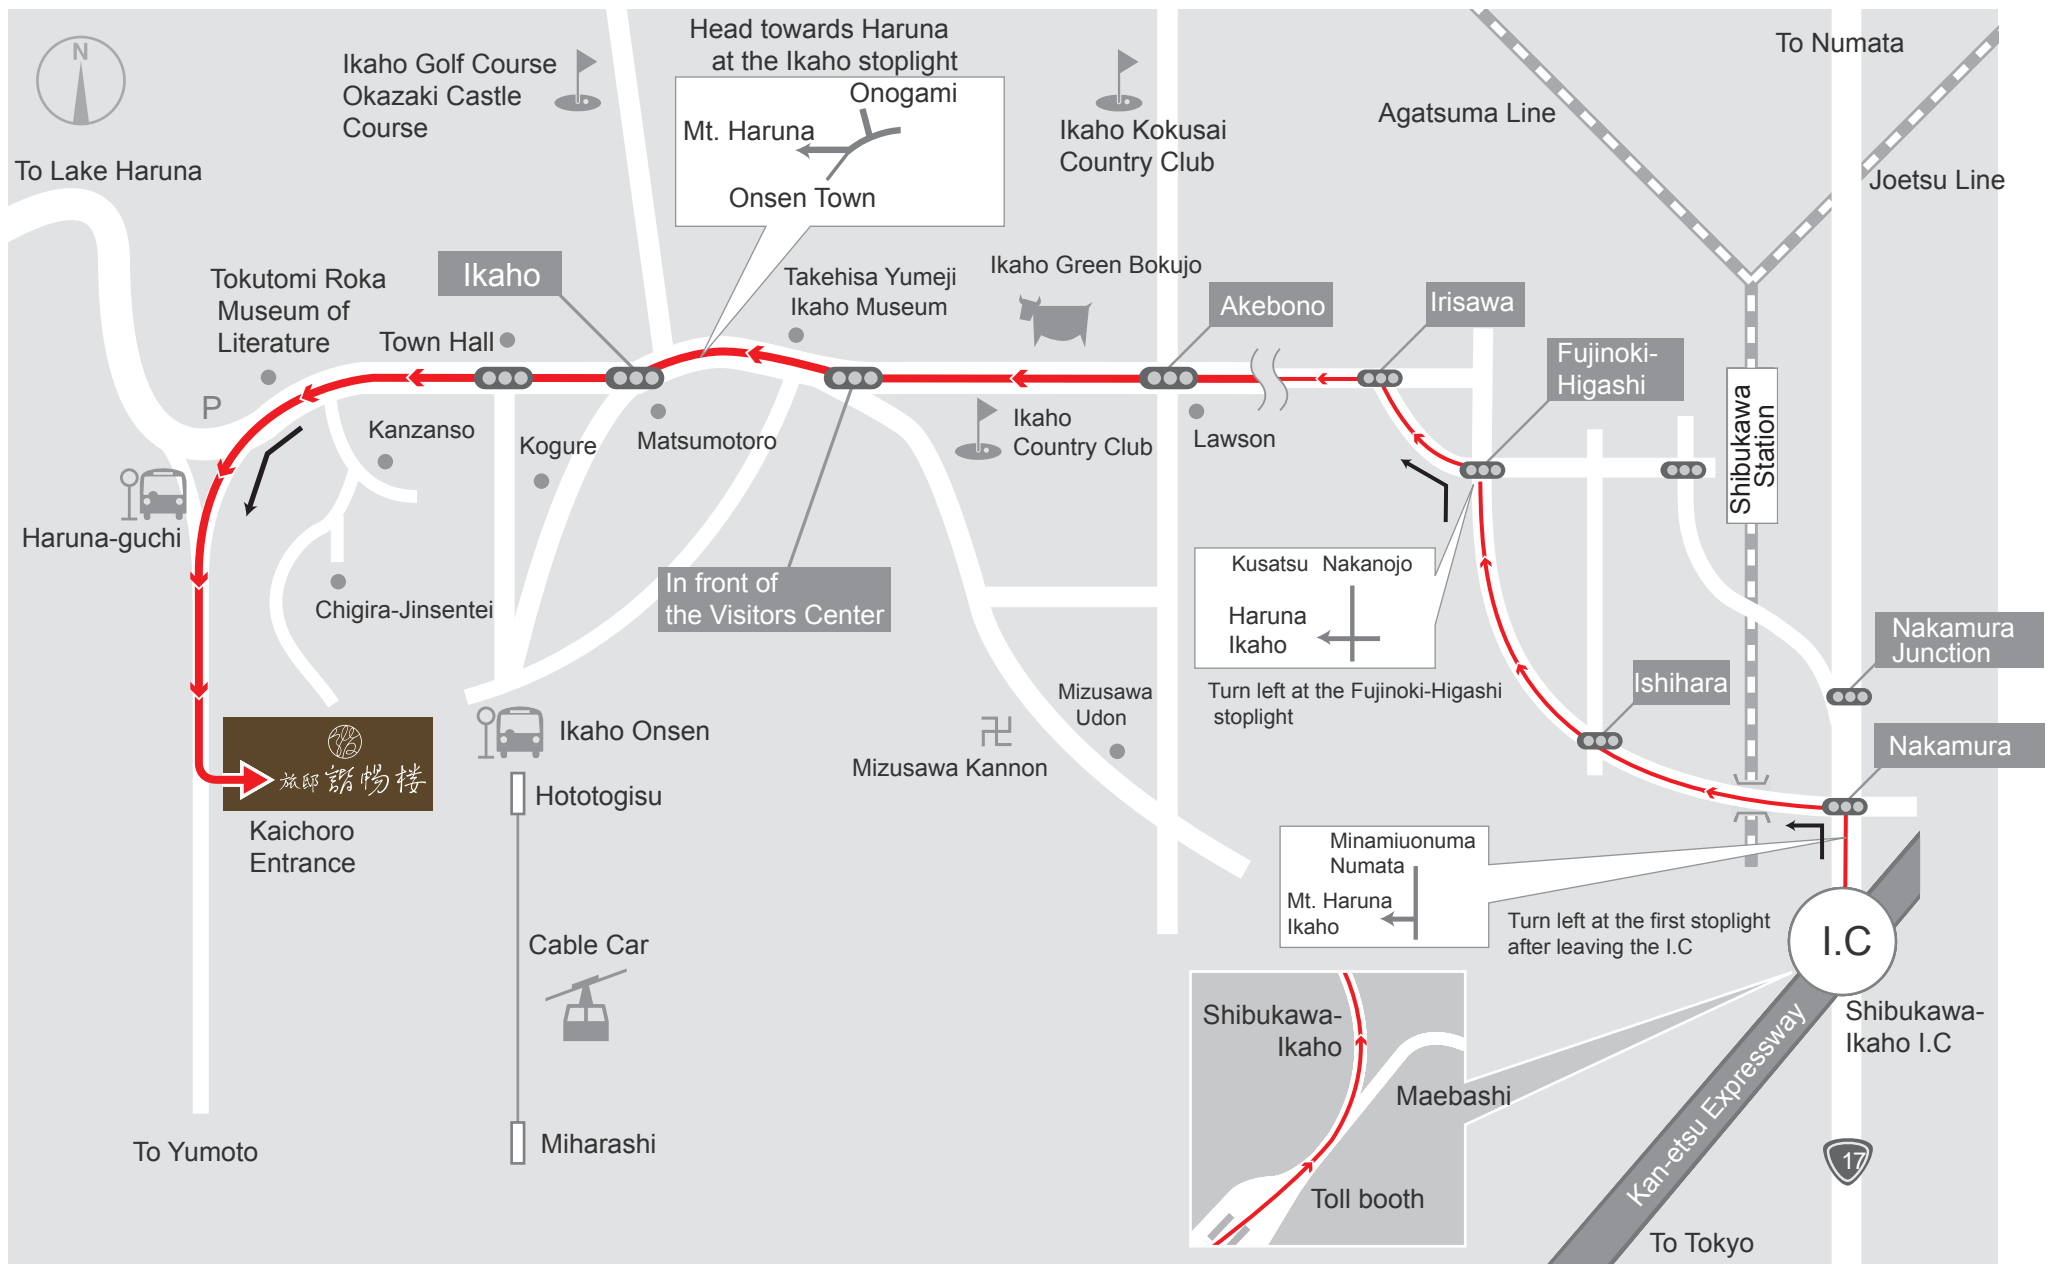 N
Ikaho Golf Course
Okazaki Castle
Course
To Lake Haruna
Head towards Haruna
at the Ikaho stoplight
Onogami
Mt. Haruna
Onsen Town
Ikaho Kokusai
Country Club
To Numata
Agatsuma Line
Joetsu Line
Tokutomi Roka
Museum of
Literature
Ikaho
Town Hall
Takehisa Yumeji
Ikaho Museum
Ikaho Green Bokujo
Akebono
Irisawa
Fujinoki-
Higashi
Shibukawa
Station
P
Kanzanso
Kogure
Matsumotoro
Ikaho
Country Club
Lawson
Haruna-guchi
Chigira-Jinsentei
In front of
the Visitors Center
Kusatsu Nakanojo
Haruna
Ikaho
Turn left at the Fujinoki-Higashi
stoplight
Ishihara
Nakamura
Junction
Nakamura
旅邸 諧暢楼
Kaichoro
Entrance
Ikaho Onsen
Hototogisu
Cable Car
Miharashi
Mizusawa
Udon
Mizusawa Kannon
Minamiuonuma
Numata
Mt. Haruna
Ikaho
Turn left at the first stoplight
after leaving the I.C
I.C
Shibukawa-
Ikaho I.C
Shibukawa-
Ikaho
Maebashi
Toll booth
Kan-etsu Expressway
17
To Tokyo
To Yumoto